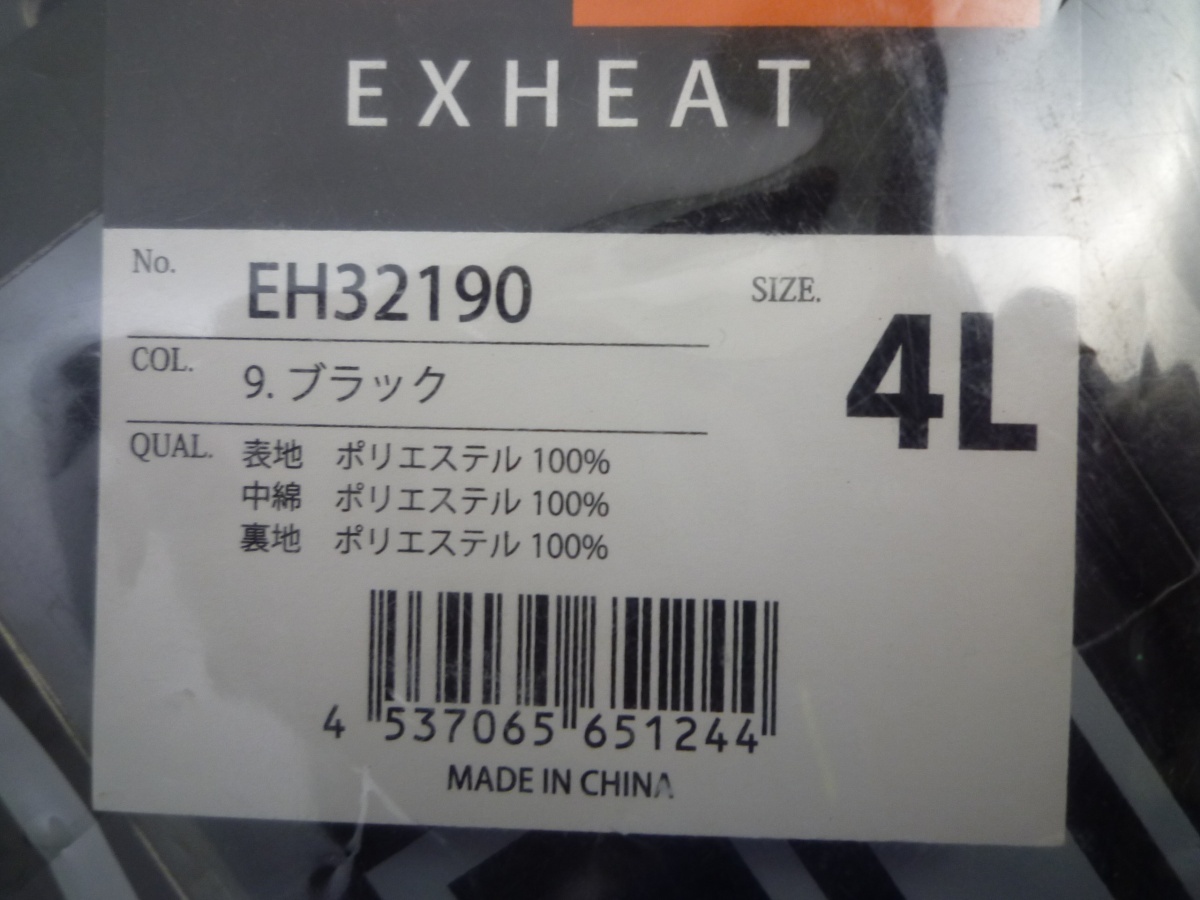 EXHEAT
No. EH32190
SIZE. 4L
COL. 9. ブラック
QUAL. 表地 ポリエステル 100%
中綿 ポリエステル 100%
裏地 ポリエステル 100%
4 537065 651244
MADE IN CHINA